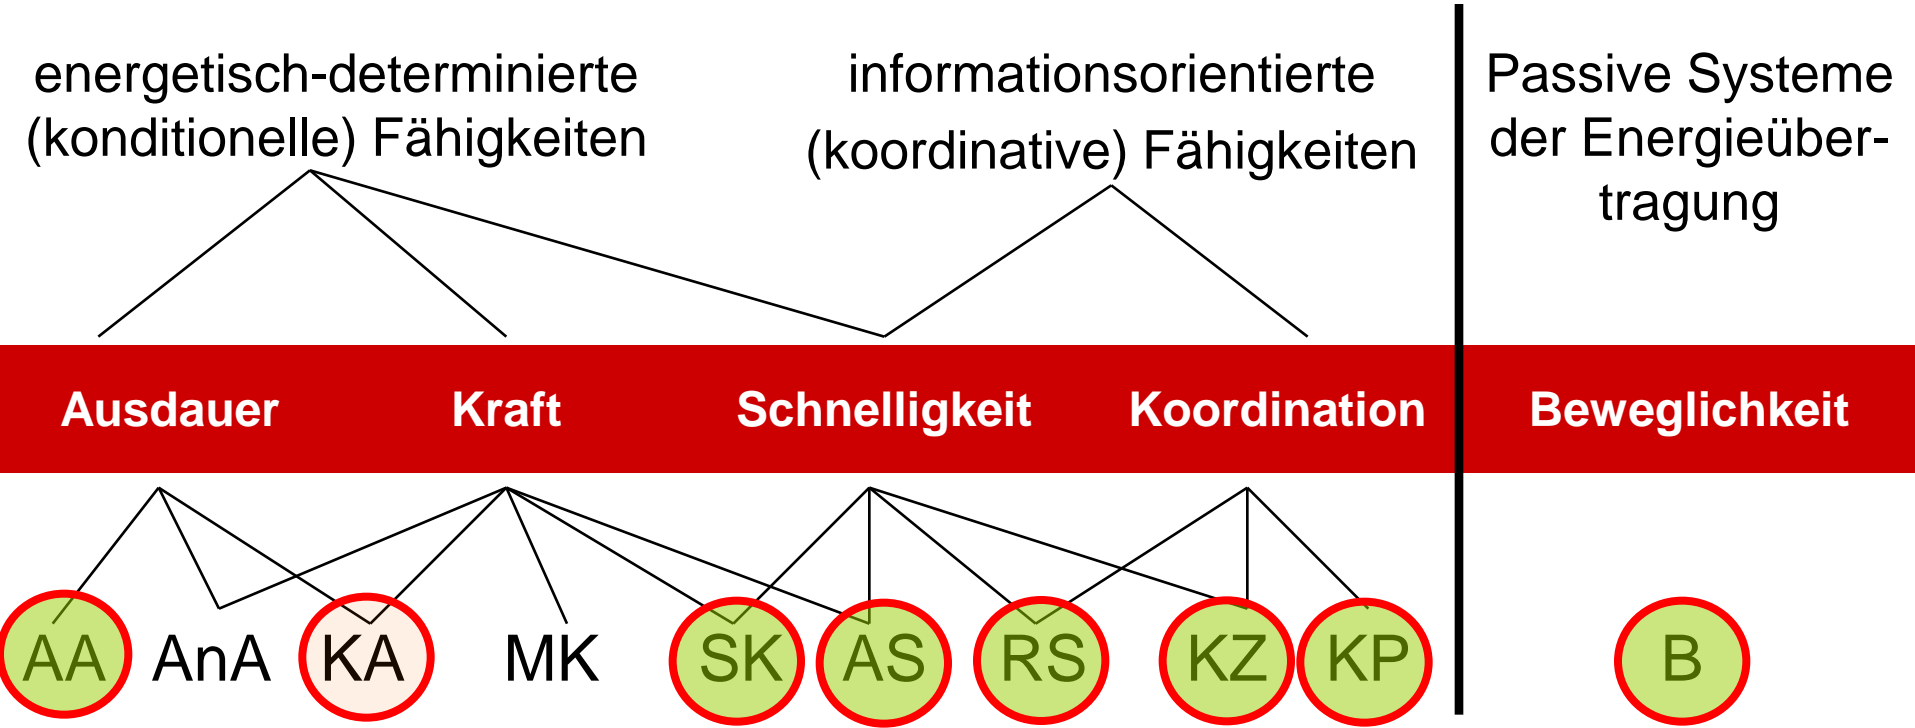 energetisch-determinierte
(konditionelle) Fähigkeiten
informationsorientierte
(koordinative) Fähigkeiten
Passive Systeme
der Energieüber-
tragung
Ausdauer Kraft Schnelligkeit Koordination Beweglichkeit
AA AnA KA MK SK AS RS KZ KP B